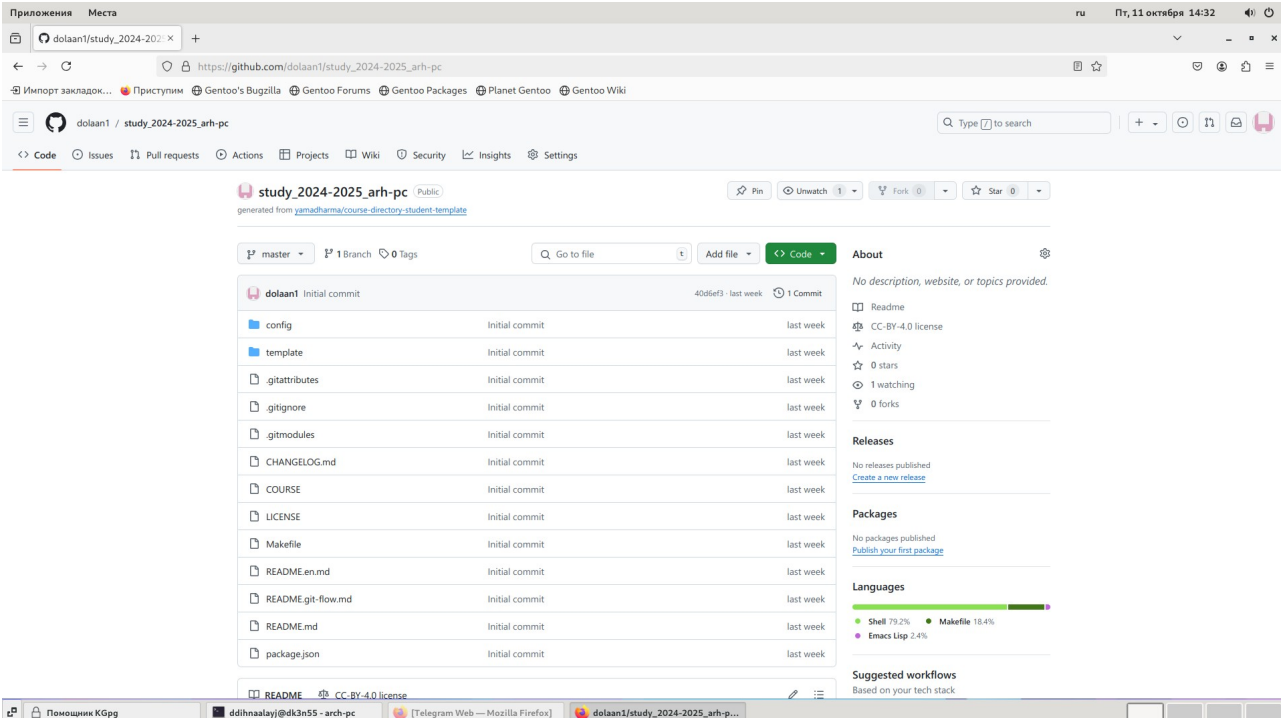 Приложения Места ru Пт, 11 октября 14:32
dolaan1/study_2024-202
https://github.com/dolaan1/study_2024-2025_arh-pc
Импорт закладок... Приступим Gentoo's Bugzilla Gentoo Forums Gentoo Packages Planet Gentoo Gentoo Wiki
dolaan1 / study_2024-2025_arh-pc Type / to search
Code Issues Pull requests Actions Projects Wiki Security Insights Settings
study_2024-2025_arh-pc Public Pin Unwatch 1 Fork 0 Star 0
generated from yamadharma/course-directory-student-template
master 1 Branch 0 Tags Go to file t Add file Code
dolaan1 Initial commit 40d6ef3 · last week 1 Commit
config Initial commit last week
template Initial commit last week
.gitattributes Initial commit last week
.gitignore Initial commit last week
.gitmodules Initial commit last week
CHANGELOG.md Initial commit last week
COURSE Initial commit last week
LICENSE Initial commit last week
Makefile Initial commit last week
README.en.md Initial commit last week
README.git-flow.md Initial commit last week
README.md Initial commit last week
package.json Initial commit last week
README CC-BY-4.0 license
About
No description, website, or topics provided.
Readme
CC-BY-4.0 license
Activity
0 stars
1 watching
0 forks
Releases
No releases published
Create a new release
Packages
No packages published
Publish your first package
Languages
Shell 79.2% Makefile 18.4%
Emacs Lisp 2.4%
Suggested workflows
Based on your tech stack
Помощник KGpg ddihnaalayj@dk3n55 - arch-pc [Telegram Web — Mozilla Firefox] dolaan1/study_2024-2025_arh-p...